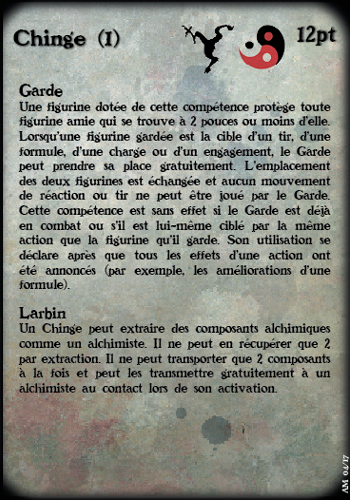 Chinge (1)
12pt
Garde
Une figurine dotée de cette compétence protège toute
figurine amie qui se trouve à 2 pouces ou moins d'elle.
Lorsqu'une figurine gardée est la cible d'un tir, d'une
formule, d'une charge ou d'un engagement, le Garde
peut prendre sa place gratuitement. L'emplacement
des deux figurines est échangée et aucun mouvement
de réaction ou tir ne peut être joué par le Garde.
Cette compétence est sans effet si le Garde est déjà
en combat ou s'il est lui-même ciblé par la même
action que la figurine qu'il garde. Son utilisation se
déclare après que tous les effets d'une action ont
été annoncés (par exemple, les améliorations d'une
formule).
Larbin
Un Chinge peut extraire des composants alchimiques
comme un alchimiste. Il ne peut en récupérer que 2
par extraction. Il ne peut transporter que 2 composants
à la fois et peut les transmettre gratuitement à un
alchimiste au contact lors de son activation.
AM 04/17